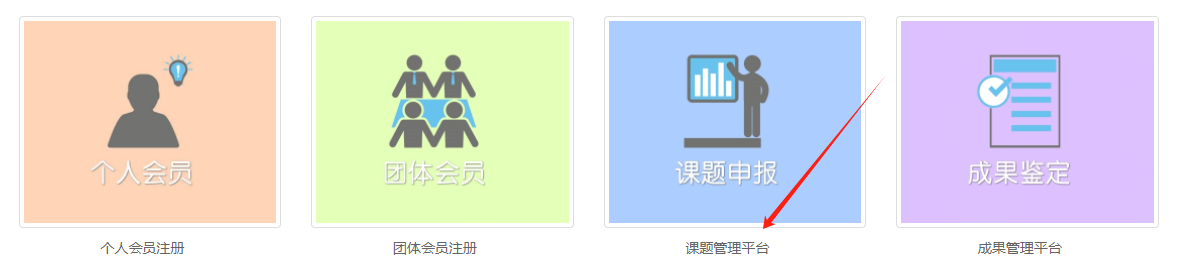 个人会员
团体会员
课题申报
成果鉴定
个人会员注册
团体会员注册
课题管理平台
成果管理平台